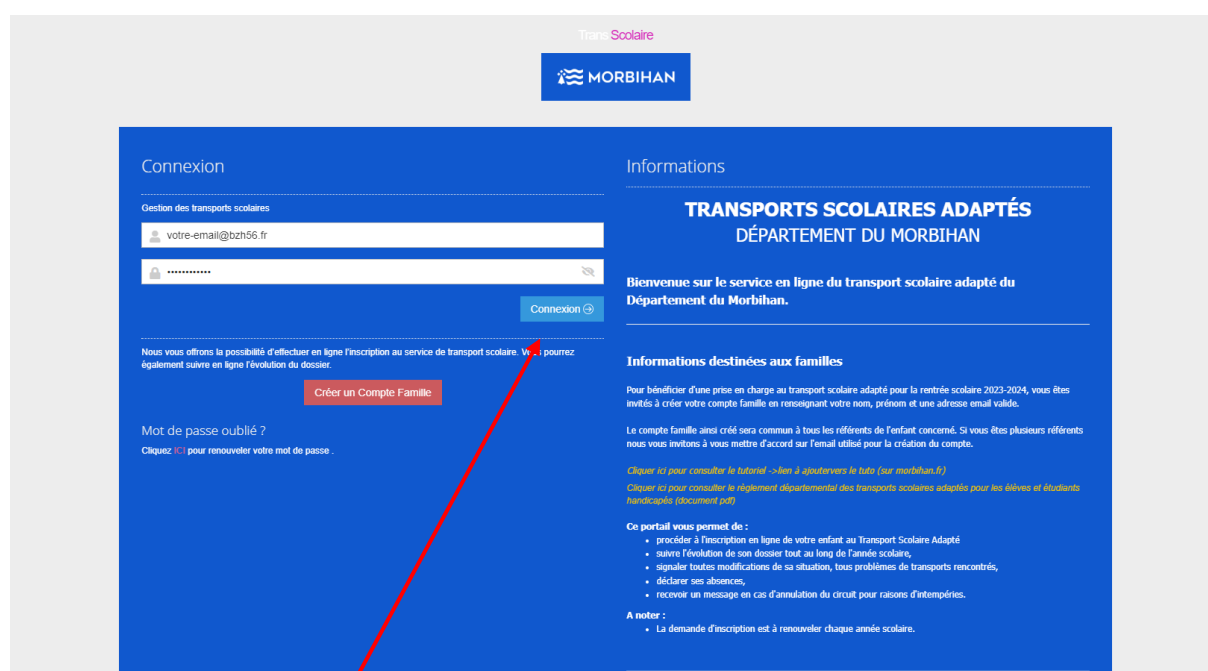 Trans Scolaire
MORBIHAN
Connexion
Gestion des transports scolaires
votre-email@bzh56.fr
••••••••••••
Connexion
Nous vous offrons la possibilité d'effectuer en ligne l'inscription au service de transport scolaire. Vous pourrez
également suivre en ligne l'évolution du dossier.
Créer un Compte Famille
Mot de passe oublié ?
Cliquez ICI pour renouveler votre mot de passe .
Informations
TRANSPORTS SCOLAIRES ADAPTÉS
DÉPARTEMENT DU MORBIHAN
Bienvenue sur le service en ligne du transport scolaire adapté du
Département du Morbihan.
Informations destinées aux familles
Pour bénéficier d'une prise en charge au transport scolaire adapté pour la rentrée scolaire 2023-2024, vous êtes
invités à créer votre compte famille en renseignant votre nom, prénom et une adresse email valide.
Le compte famille ainsi créé sera commun à tous les référents de l'enfant concerné. Si vous êtes plusieurs référents
nous vous invitons à vous mettre d'accord sur l'email utilisé pour la création du compte.
Cliquer ici pour consulter le tutoriel ->lien à ajoutervers le tuto (sur morbihan.fr)
Cliquer ici pour consulter le règlement départemental des transports scolaires adaptés pour les élèves et étudiants
handicapés (document pdf)
Ce portail vous permet de :
• procéder à l'inscription en ligne de votre enfant au Transport Scolaire Adapté
• suivre l'évolution de son dossier tout au long de l'année scolaire,
• signaler toutes modifications de sa situation, tous problèmes de transports rencontrés,
• déclarer ses absences,
• recevoir un message en cas d'annulation du circuit pour raisons d'intempéries.
A noter :
• La demande d'inscription est à renouveler chaque année scolaire.